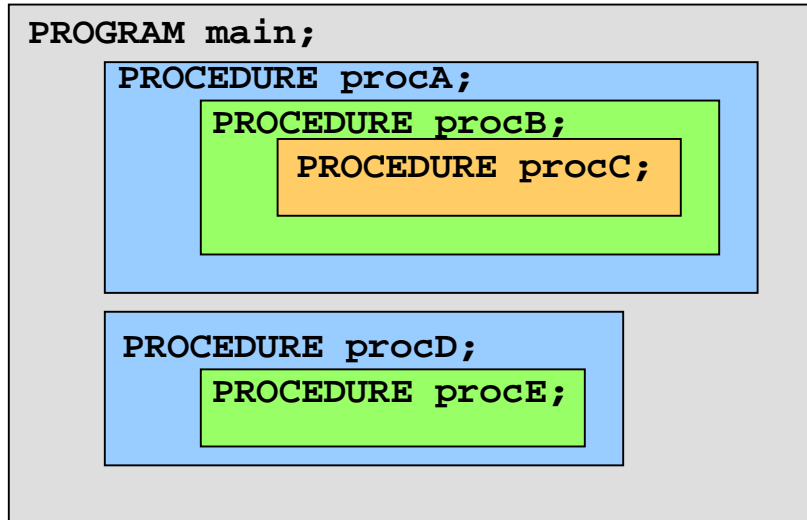 PROGRAM main;
PROCEDURE procA;
PROCEDURE procB;
PROCEDURE procC;
PROCEDURE procD;
PROCEDURE procE;